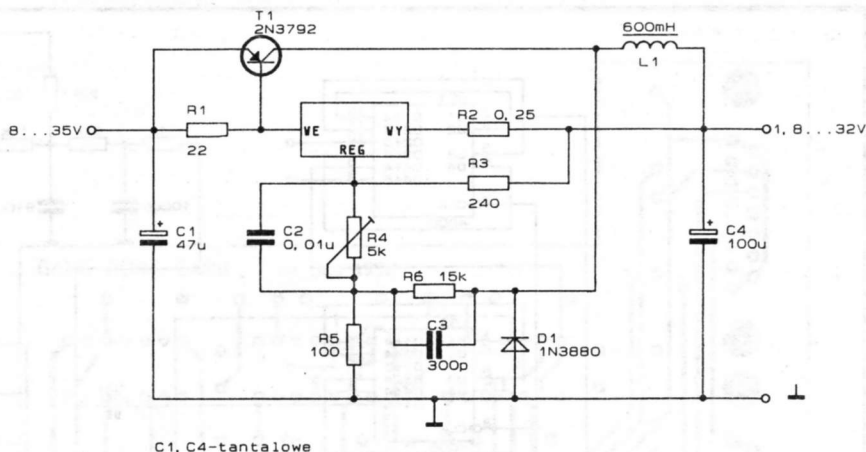 T1
2N3792
600mH
L1
R1
22
8...35V
WE
WY
REG
R2 0,25
1,8...32V
R3
240
C1
47u
C2
0,01u
R4
5k
C4
100u
R6 15k
C3
300p
R5
100
D1
1N3880
C1,C4-tantalowe